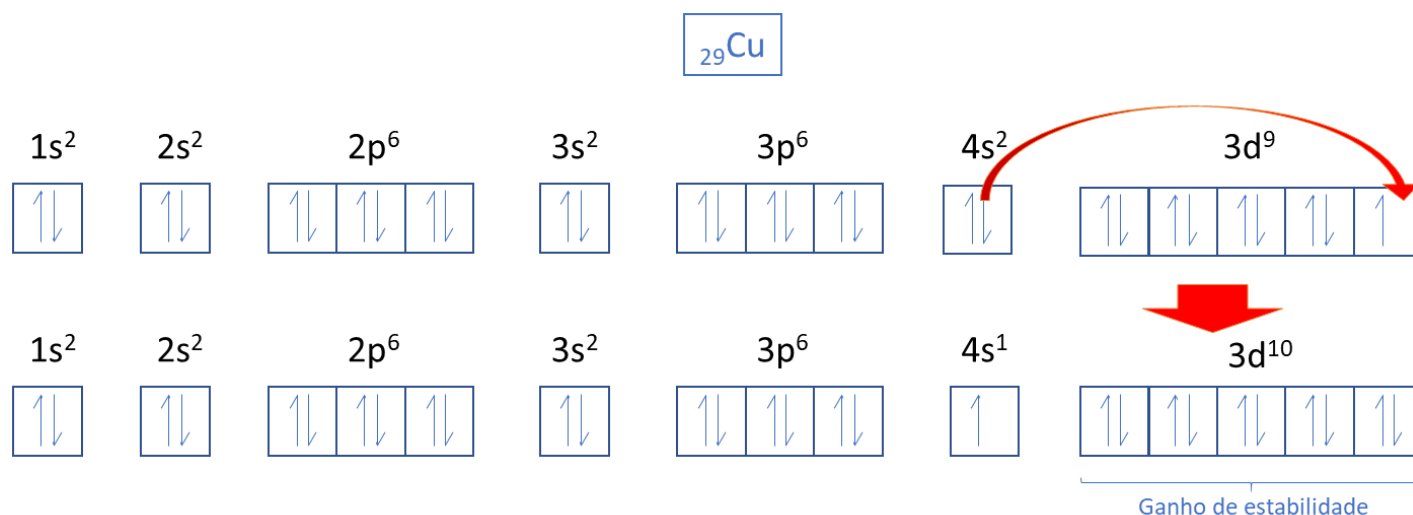 ₂₉Cu
1s² 2s² 2p⁶ 3s² 3p⁶ 4s² 3d⁹
1s² 2s² 2p⁶ 3s² 3p⁶ 4s¹ 3d¹⁰
Ganho de estabilidade